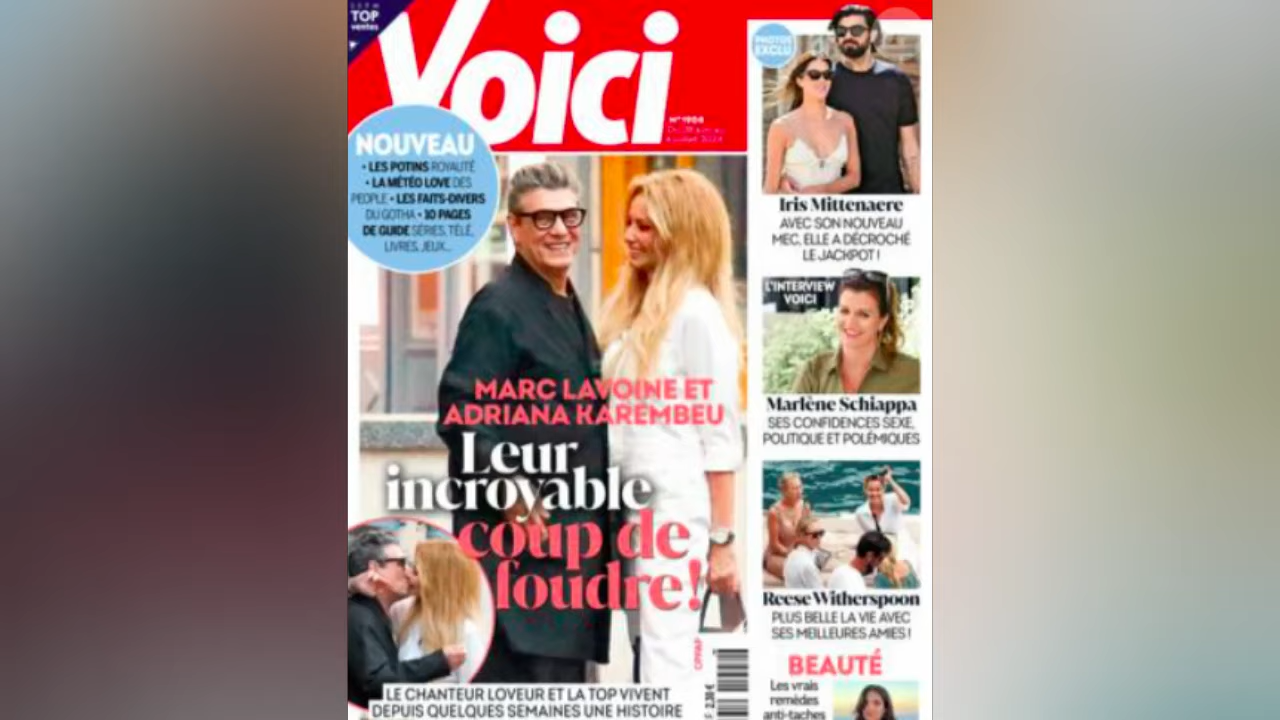 TOP
ventes
Voici
N° 1906
NOUVEAU
• LES POTINS ROYAUTÉ
• LA MÉTÉO LOVE DES
PEOPLE • LES FAITS-DIVERS
DU GOTHA • 10 PAGES
DE GUIDE SÉRIES, TÉLÉ,
LIVRES, JEUX...
MARC LAVOINE ET
ADRIANA KAREMBEU
Leur
incroyable
coup de
foudre!
LE CHANTEUR LOVEUR ET LA TOP VIVENT
DEPUIS QUELQUES SEMAINES UNE HISTOIRE
PHOTOS
EXCLU
Iris Mittenaere
AVEC SON NOUVEAU
MEC, ELLE A DÉCROCHÉ
LE JACKPOT !
L'INTERVIEW
VOICI
Marlène Schiappa
SES CONFIDENCES SEXE,
POLITIQUE ET POLÉMIQUES
Reese Witherspoon
PLUS BELLE LA VIE AVEC
SES MEILLEURES AMIES !
BEAUTÉ
Les vrais
remèdes
anti-taches